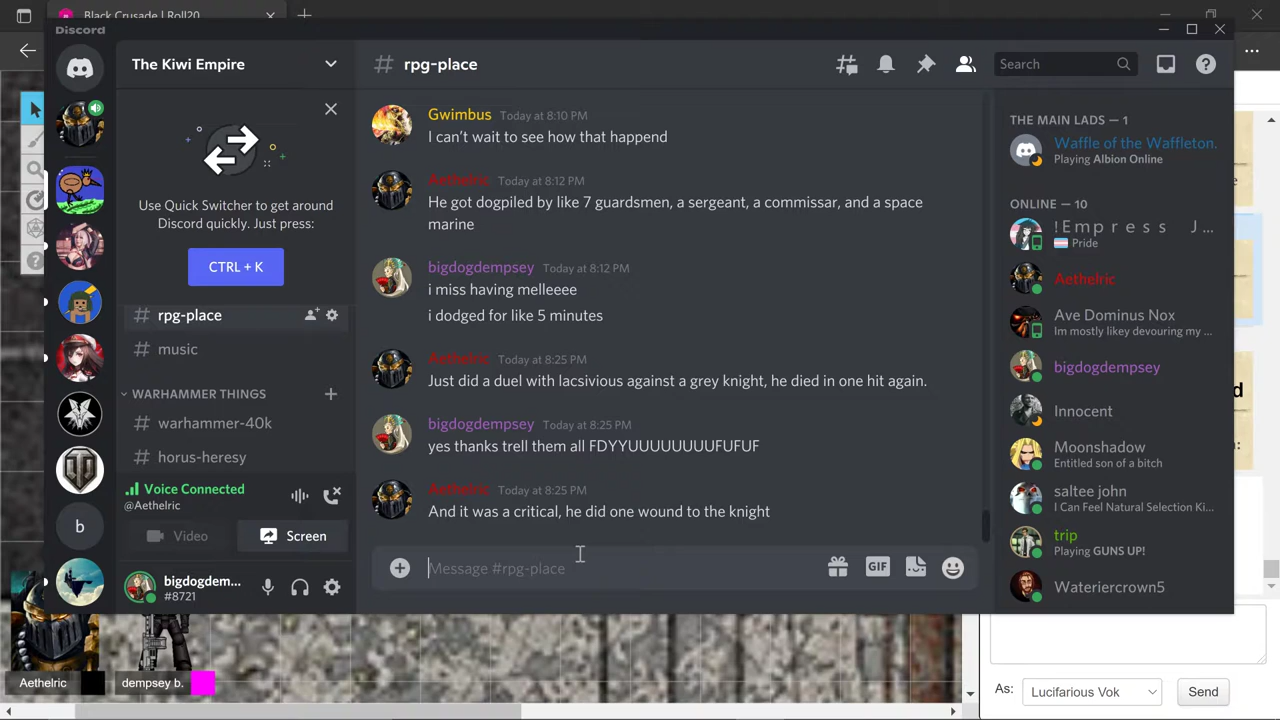 Black Crusade | Roll20
Discord
The Kiwi Empire
Use Quick Switcher to get around
Discord quickly. Just press:
CTRL + K
# rpg-place
# music
WARHAMMER THINGS
# warhammer-40k
# horus-heresy
Voice Connected
@Aethelric
Video
Screen
bigdogdem...
#8721
# rpg-place
Search
Gwimbus Today at 8:10 PM
I can't wait to see how that happend
Aethelric Today at 8:12 PM
He got dogpiled by like 7 guardsmen, a sergeant, a commissar, and a space
marine
bigdogdempsey Today at 8:12 PM
i miss having melleeee
i dodged for like 5 minutes
Aethelric Today at 8:25 PM
Just did a duel with lacsivious against a grey knight, he died in one hit again.
bigdogdempsey Today at 8:25 PM
yes thanks trell them all FDYYUUUUUUUFUFUF
Aethelric Today at 8:25 PM
And it was a critical, he did one wound to the knight
Message #rpg-place
GIF
THE MAIN LADS — 1
Waffle of the Waffleton.
Playing Albion Online
ONLINE — 10
! E m p r e s s J ...
Pride
Aethelric
Ave Dominus Nox
Im mostly likey devouring my ...
bigdogdempsey
Innocent
Moonshadow
Entitled son of a bitch
saltee john
I Can Feel Natural Selection Ki...
trip
Playing GUNS UP!
Wateriercrown5
b
Aethelric
dempsey b.
As:
Lucifarious Vok
Send